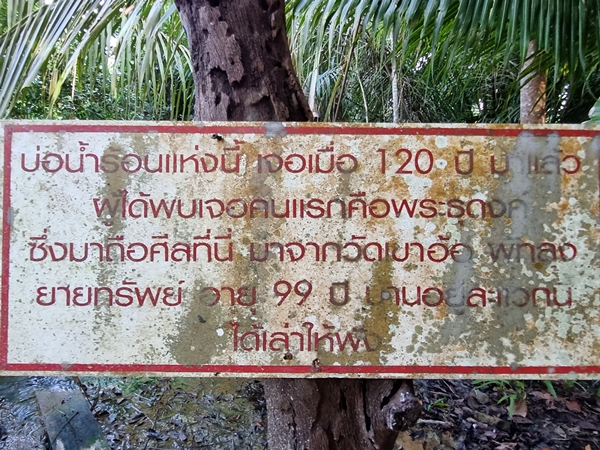 บ่อน้ำร้อนแห่งนี้ เจอเมื่อ 120 ปี มาแล้ว
ผู้ได้พบเจอคนแรกคือพระธุดงค์
ซึ่งมาถือศีลที่นี่ มาจากวัดเขาอ้อ พัทลุง
ยายทรัพย์ อายุ 99 ปี บ้านอยู่ละแวกนี้
ได้เล่าให้ฟัง